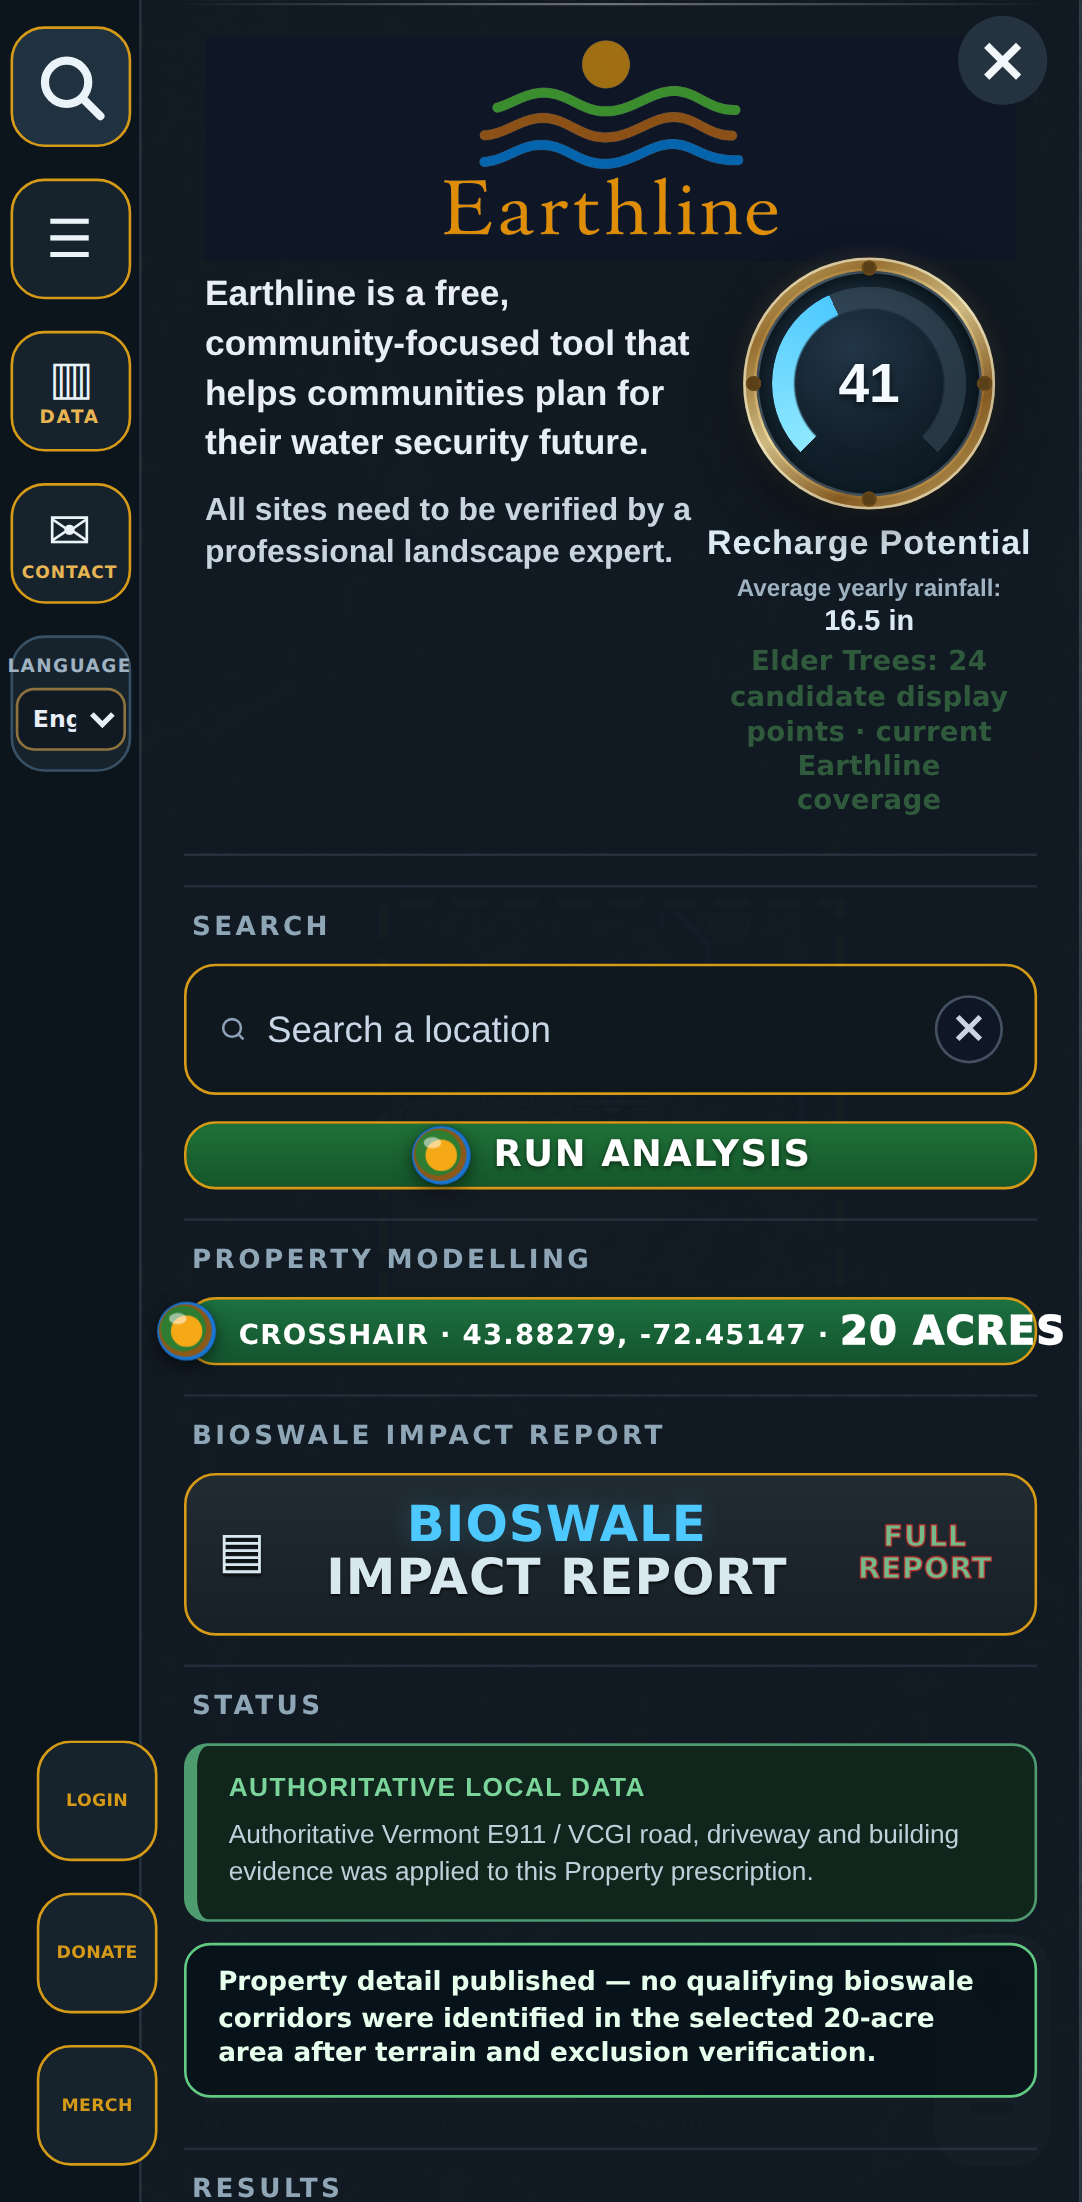 Earthline
Earthline is a free,
community-focused tool that
helps communities plan for
their water security future.
All sites need to be verified by a
professional landscape expert.
41
Recharge Potential
Average yearly rainfall:
16.5 in
Elder Trees: 24
candidate display
points · current
Earthline
coverage
DATA
CONTACT
LANGUAGE
Eng
SEARCH
Search a location
RUN ANALYSIS
PROPERTY MODELLING
CROSSHAIR · 43.88279, -72.45147 · 20 ACRES
BIOSWALE IMPACT REPORT
BIOSWALE
IMPACT REPORT
FULL
REPORT
STATUS
AUTHORITATIVE LOCAL DATA
Authoritative Vermont E911 / VCGI road, driveway and building
evidence was applied to this Property prescription.
Property detail published — no qualifying bioswale
corridors were identified in the selected 20-acre
area after terrain and exclusion verification.
LOGIN
DONATE
MERCH
RESULTS